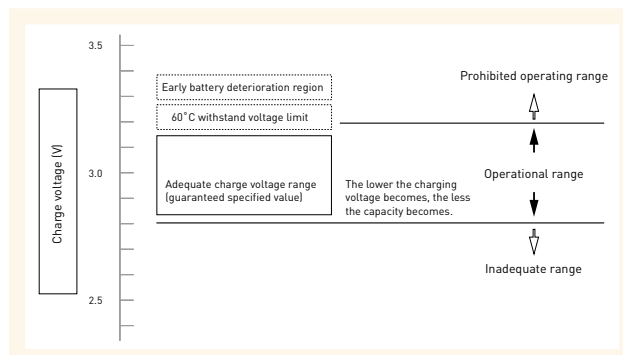 3.5
3.0
2.5
Charge voltage (V)
Early battery deterioration region
60˚C withstand voltage limit
Adequate charge voltage range
(guaranteed specified value)
The lower the charging
voltage becomes, the less
the capacity becomes.
Prohibited operating range
Operational range
Inadequate range